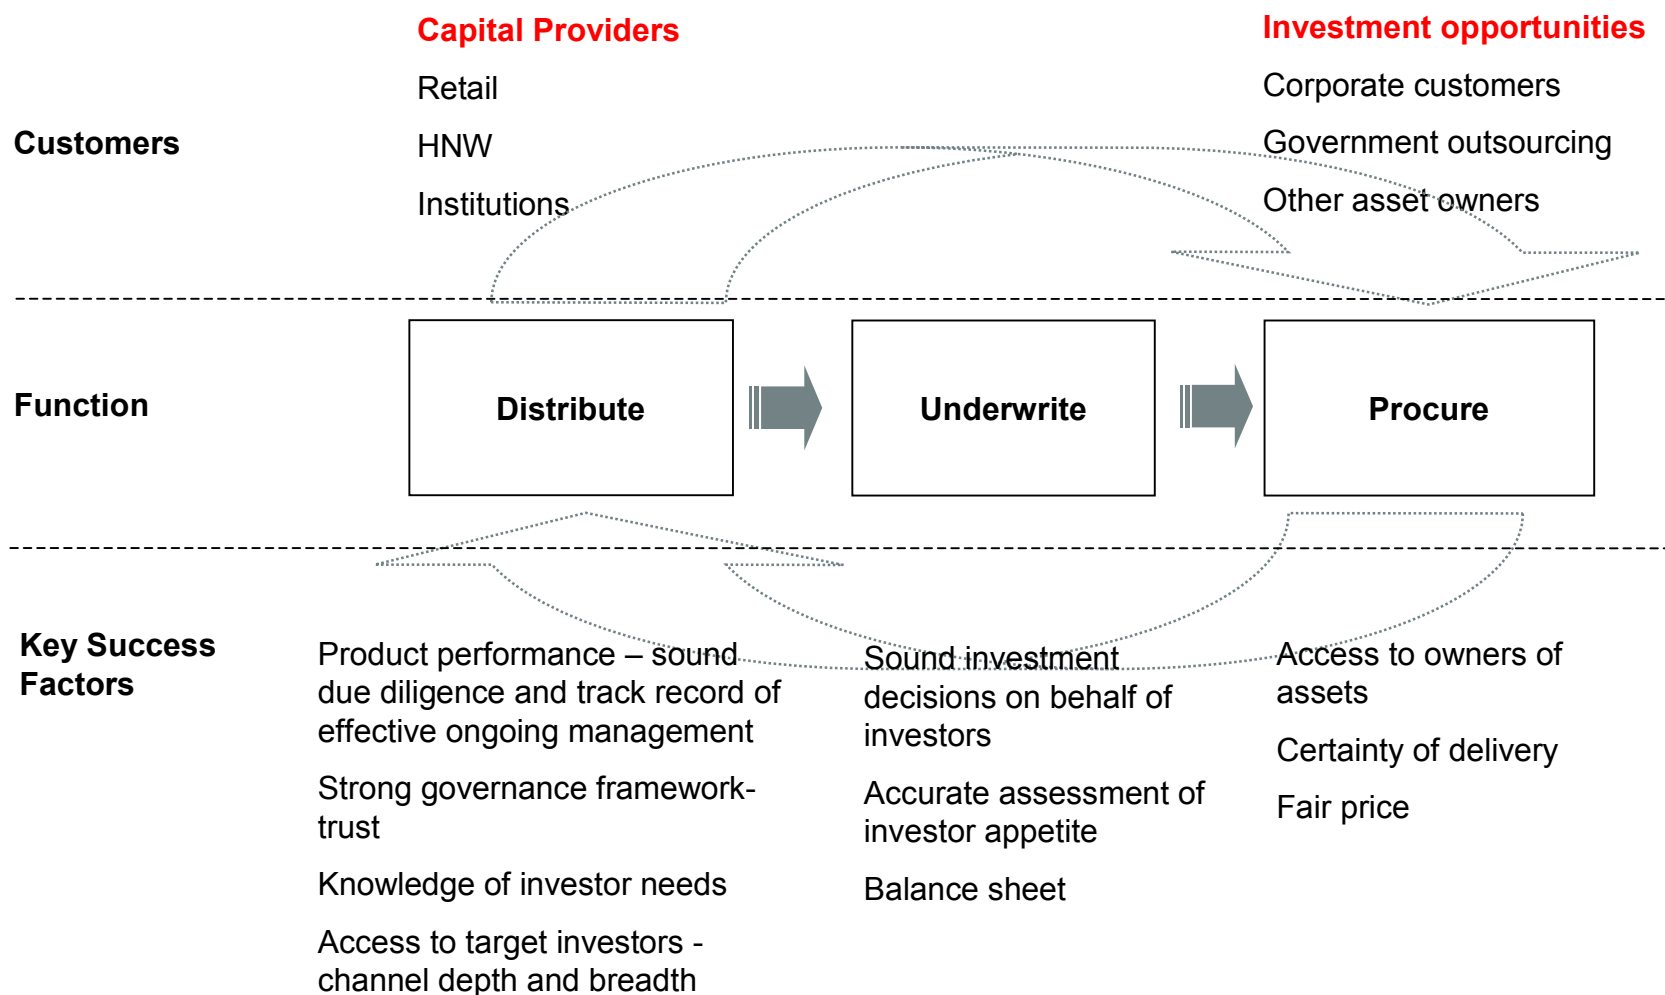 Capital Providers
Retail
HNW
Institutions
Investment opportunities
Corporate customers
Government outsourcing
Other asset owners
Customers
Function
Distribute
Underwrite
Procure
Key Success
Factors
Product performance – sound
due diligence and track record of
effective ongoing management
Strong governance framework-
trust
Knowledge of investor needs
Access to target investors -
channel depth and breadth
Sound investment
decisions on behalf of
investors
Accurate assessment of
investor appetite
Balance sheet
Access to owners of
assets
Certainty of delivery
Fair price